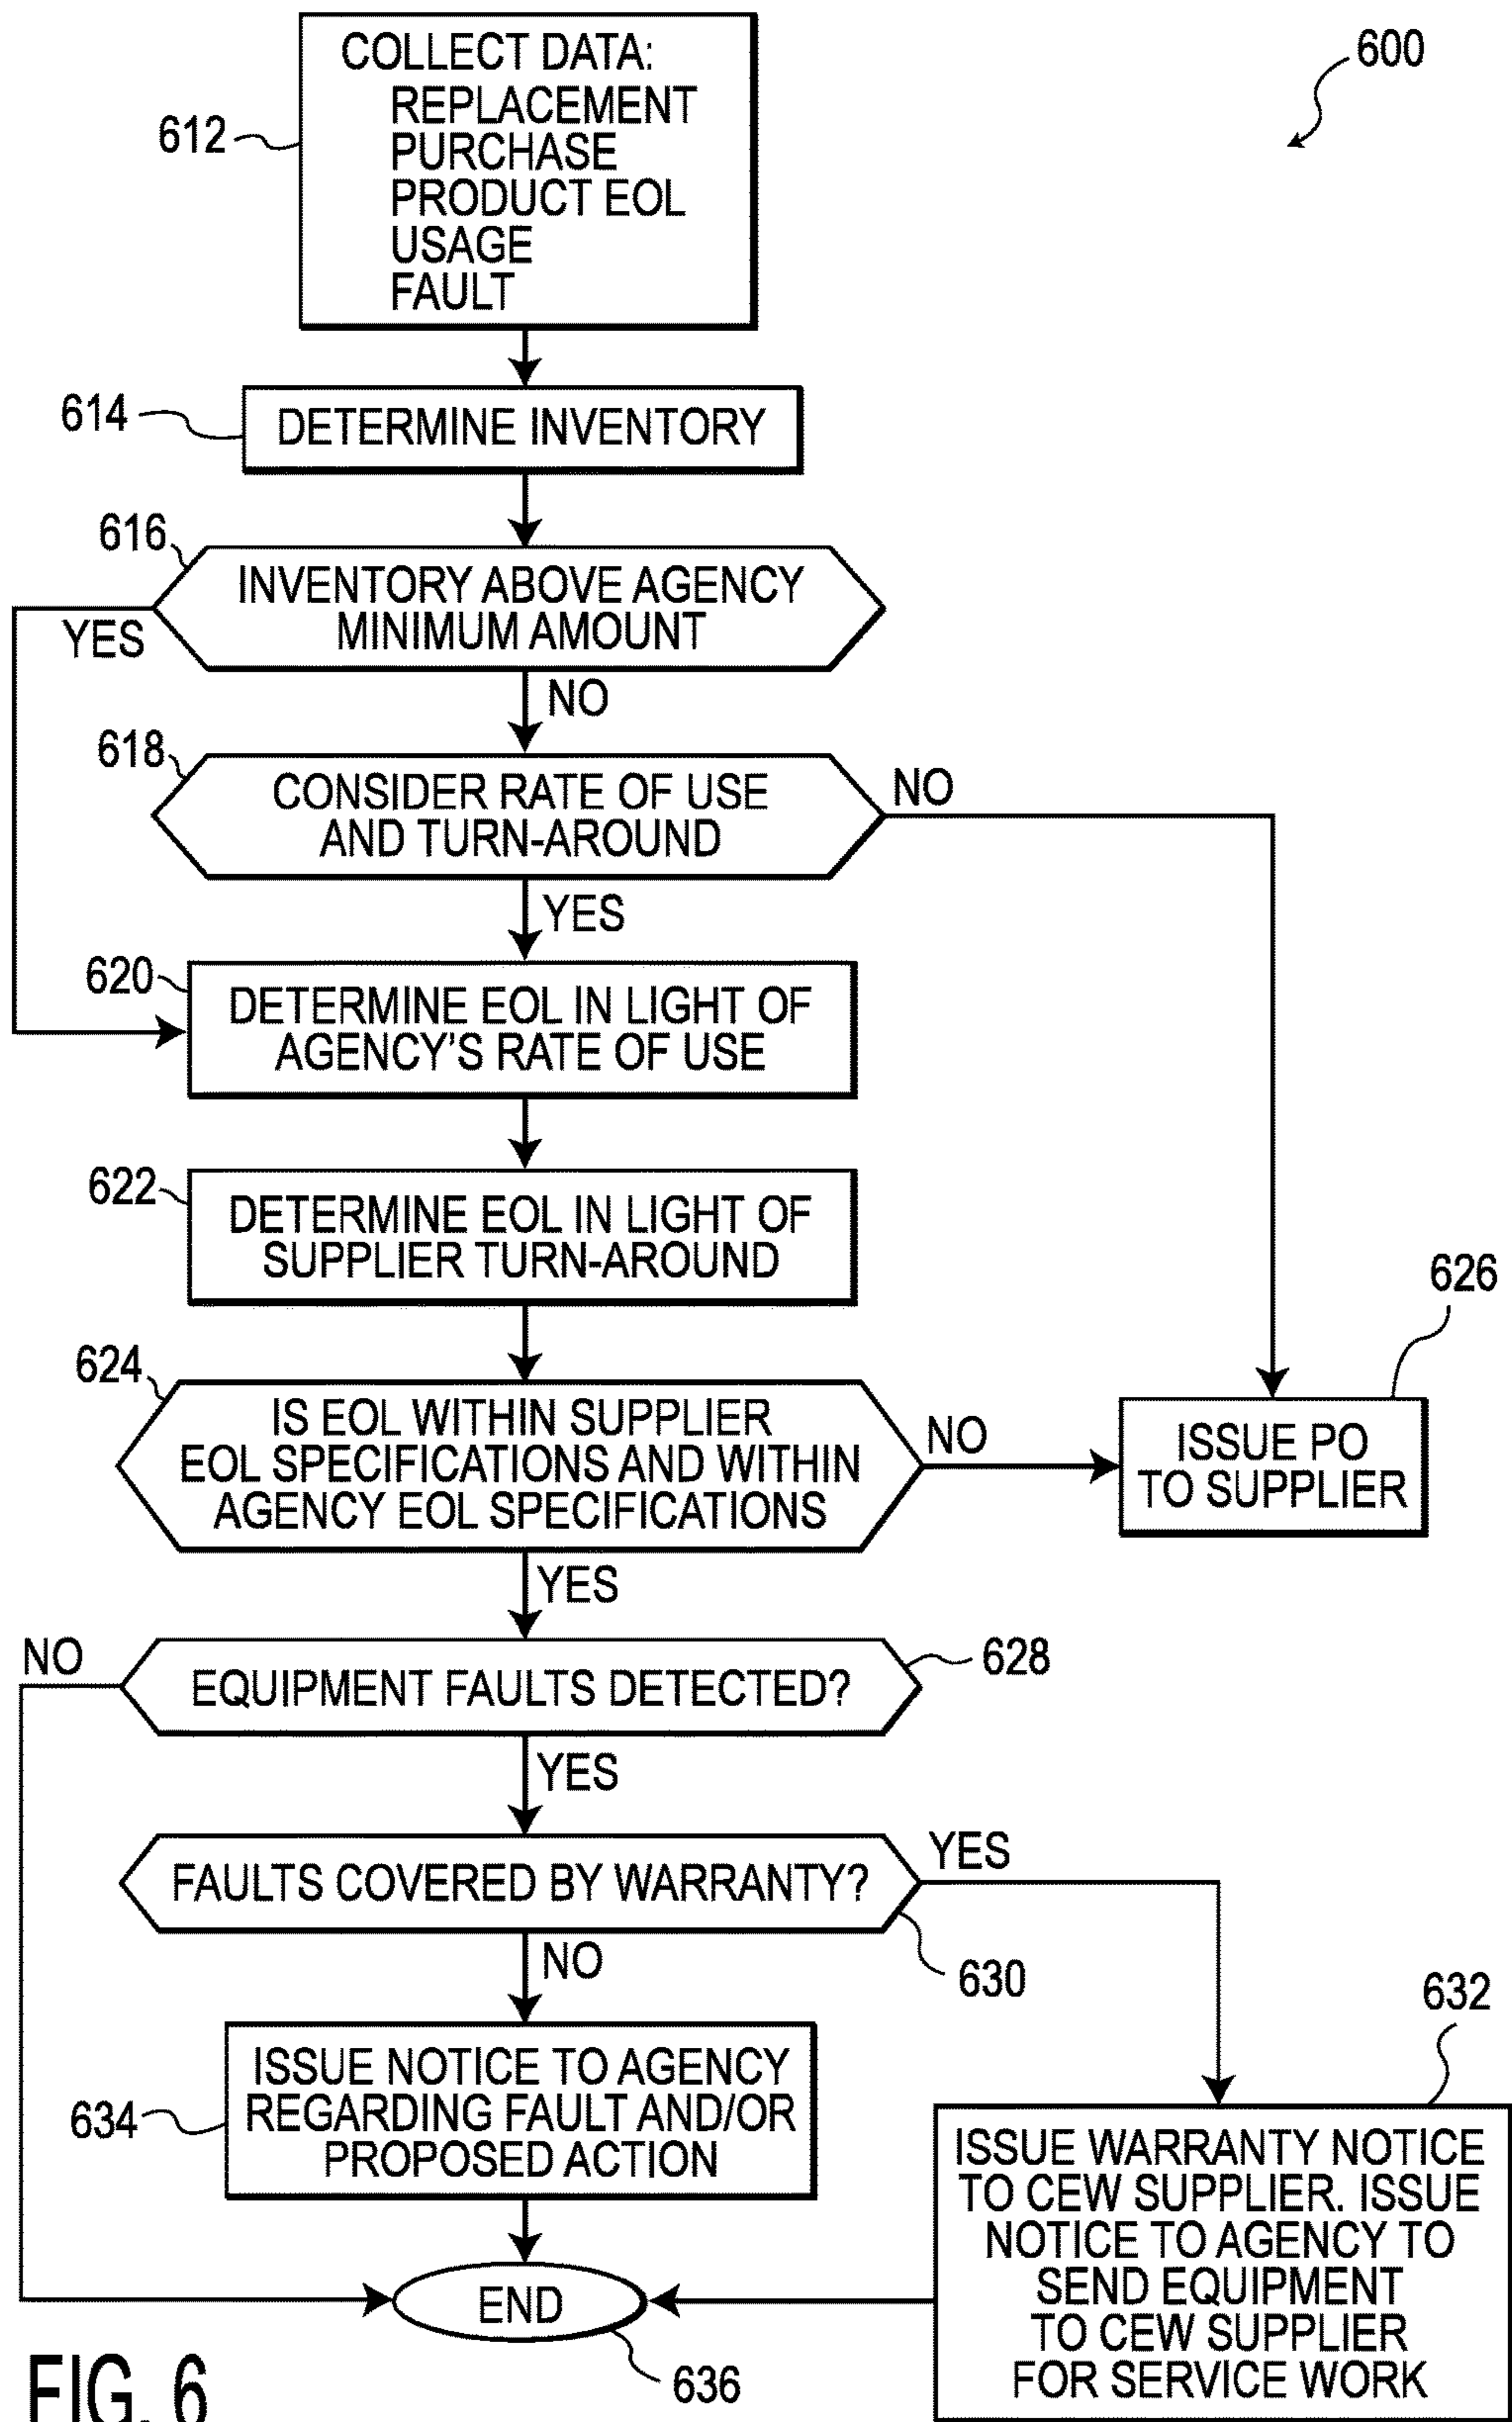 600
COLLECT DATA:
REPLACEMENT
PURCHASE
PRODUCT EOL
USAGE
FAULT
612
614
DETERMINE INVENTORY
616
INVENTORY ABOVE AGENCY
MINIMUM AMOUNT
YES
NO
618
CONSIDER RATE OF USE
AND TURN-AROUND
NO
YES
620
DETERMINE EOL IN LIGHT OF
AGENCY'S RATE OF USE
622
DETERMINE EOL IN LIGHT OF
SUPPLIER TURN-AROUND
624
IS EOL WITHIN SUPPLIER
EOL SPECIFICATIONS AND WITHIN
AGENCY EOL SPECIFICATIONS
NO
626
ISSUE PO
TO SUPPLIER
YES
NO
EQUIPMENT FAULTS DETECTED?
628
YES
FAULTS COVERED BY WARRANTY?
YES
630
NO
634
ISSUE NOTICE TO AGENCY
REGARDING FAULT AND/OR
PROPOSED ACTION
632
ISSUE WARRANTY NOTICE
TO CEW SUPPLIER. ISSUE
NOTICE TO AGENCY TO
SEND EQUIPMENT
TO CEW SUPPLIER
FOR SERVICE WORK
END
636
FIG. 6